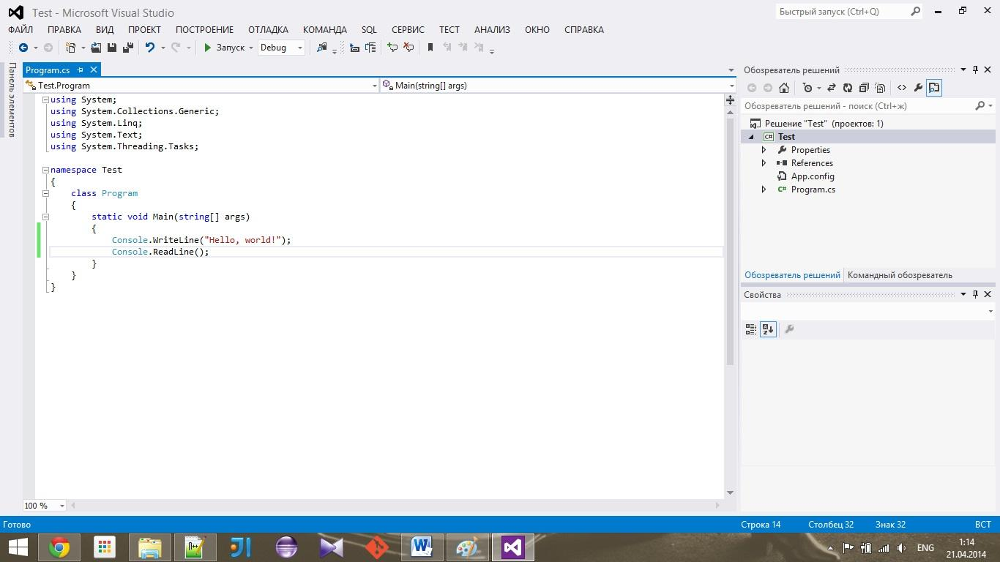 Test - Microsoft Visual Studio
Быстрый запуск (Ctrl+Q)
ФАЙЛ ПРАВКА ВИД ПРОЕКТ ПОСТРОЕНИЕ ОТЛАДКА КОМАНДА SQL СЕРВИС ТЕСТ АНАЛИЗ ОКНО СПРАВКА
Запуск Debug
Панель элементов
Program.cs
Test.Program
Main(string[] args)
using System;
using System.Collections.Generic;
using System.Linq;
using System.Text;
using System.Threading.Tasks;
namespace Test
{
class Program
{
static void Main(string[] args)
{
Console.WriteLine("Hello, world!");
Console.ReadLine();
}
}
}
100 %
Обозреватель решений
Обозреватель решений - поиск (Ctrl+ж)
Решение "Test" (проектов: 1)
C# Test
Properties
References
App.config
C# Program.cs
Обозреватель решений Командный обозреватель
Свойства
Готово
Строка 14 Столбец 32 Знак 32 ВСТ
ENG
1:14
21.04.2014